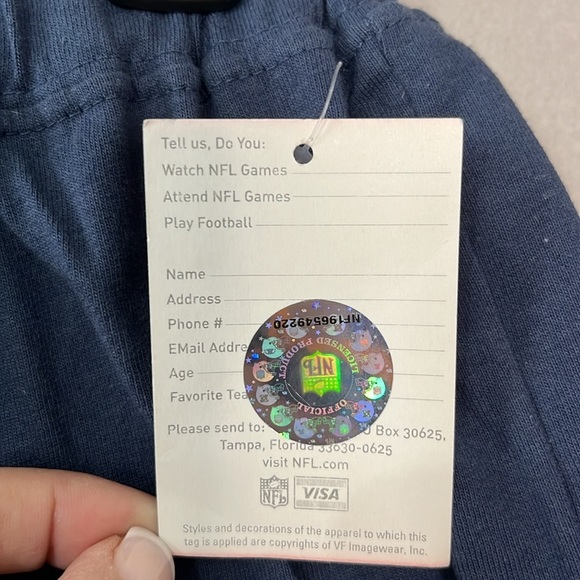 Tell us, Do You:
Watch NFL Games
Attend NFL Games
Play Football
Name
Address
Phone #
EMail Addre
Age
Favorite Tea
NF196549220
LICENSED PRODUCT
NFL
OFFICIAL
Please send to: O Box 30625,
Tampa, Florida 33630-0625
visit NFL.com
NFL VISA
Styles and decorations of the apparel to which this
tag is applied are copyrights of VF Imagewear, Inc.